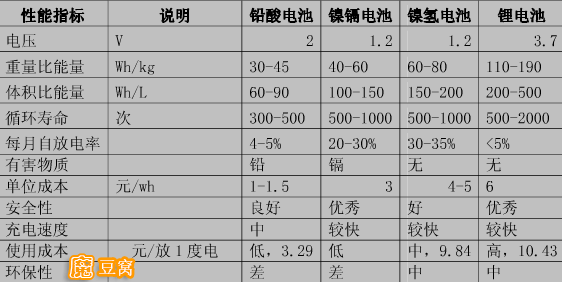 性能指标 说明 铅酸电池 镍镉电池 镍氢电池 锂电池
电压 V 2 1.2 1.2 3.7
重量比能量 Wh/kg 30-45 40-60 60-80 110-190
体积比能量 Wh/L 60-90 100-150 150-200 200-500
循环寿命 次 300-500 500-1000 500-1000 500-2000
每月自放电率 4-5% 20-30% 30-35% <5%
有害物质 铅 镉 无 无
单位成本 元/wh 1-1.5 3 4-5 6
安全性 良好 优秀 好 优秀
充电速度 中 较快 较快 较快
使用成本 元/放1度电 低，3.29 低 中，9.84 高，10.43
环保性 差 差 中 中
魔豆窝